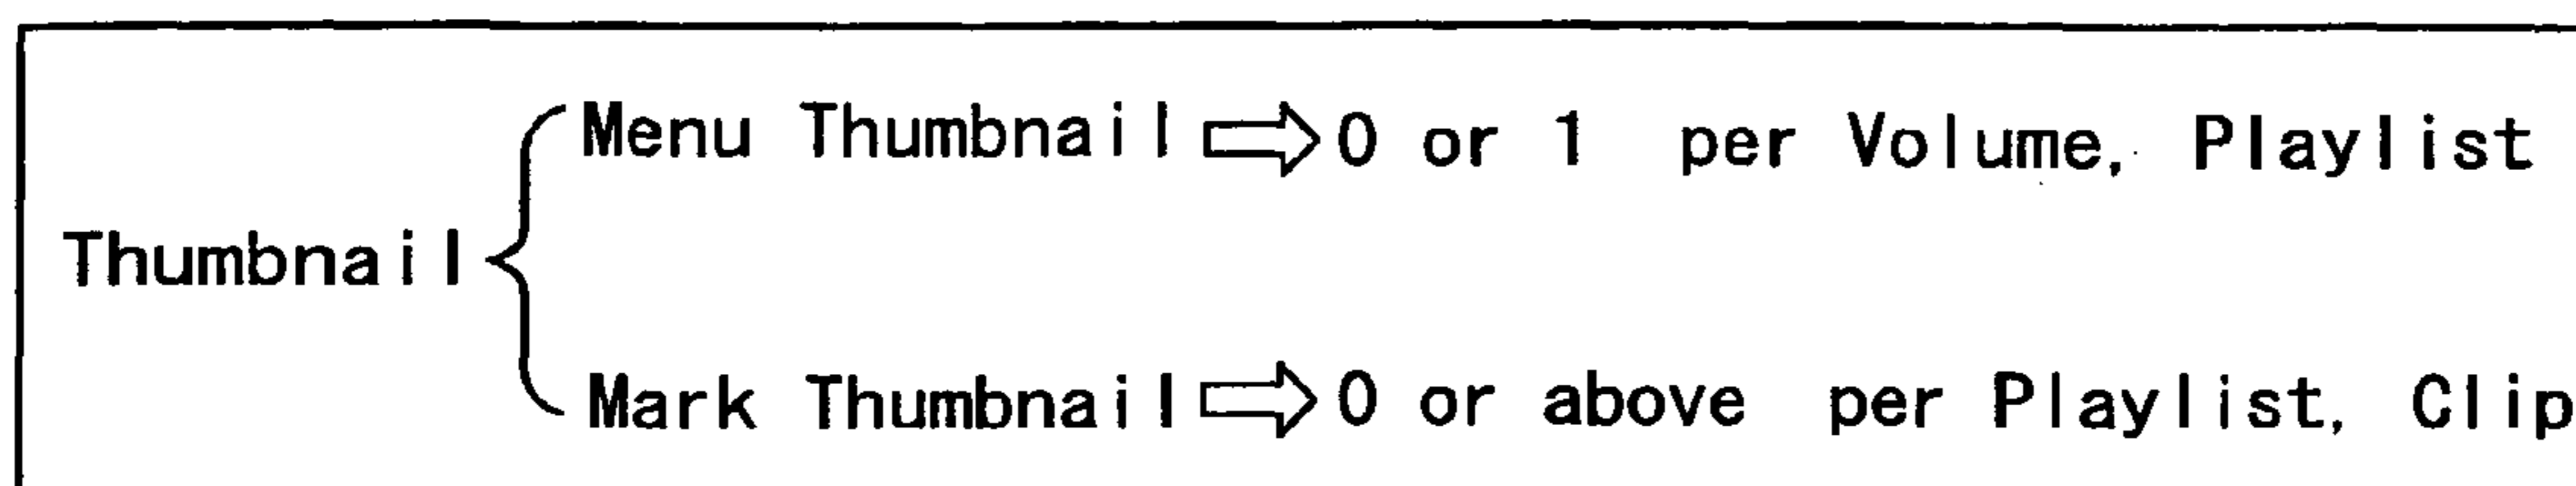 Menu Thumbnail ⇨ 0 or 1 per Volume, Playlist
Thumbnail
Mark Thumbnail ⇨ 0 or above per Playlist, Clip